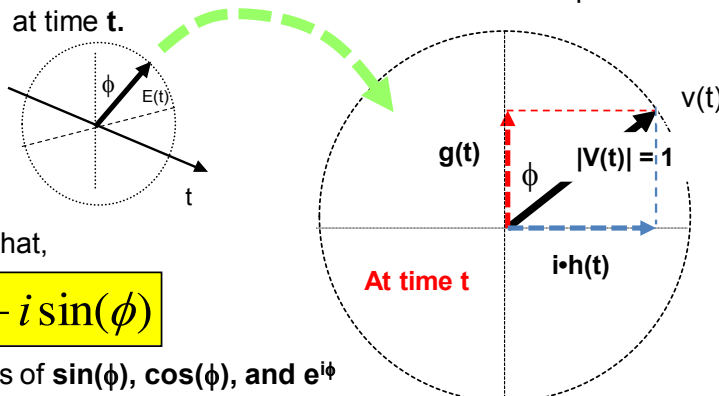 at time t.
ϕ
E(t)
t
v(t)
g(t)
ϕ
|V(t)| = 1
i•h(t)
At time t
hat,
i sin(ϕ)
s of sin(ϕ), cos(ϕ), and e^iϕ